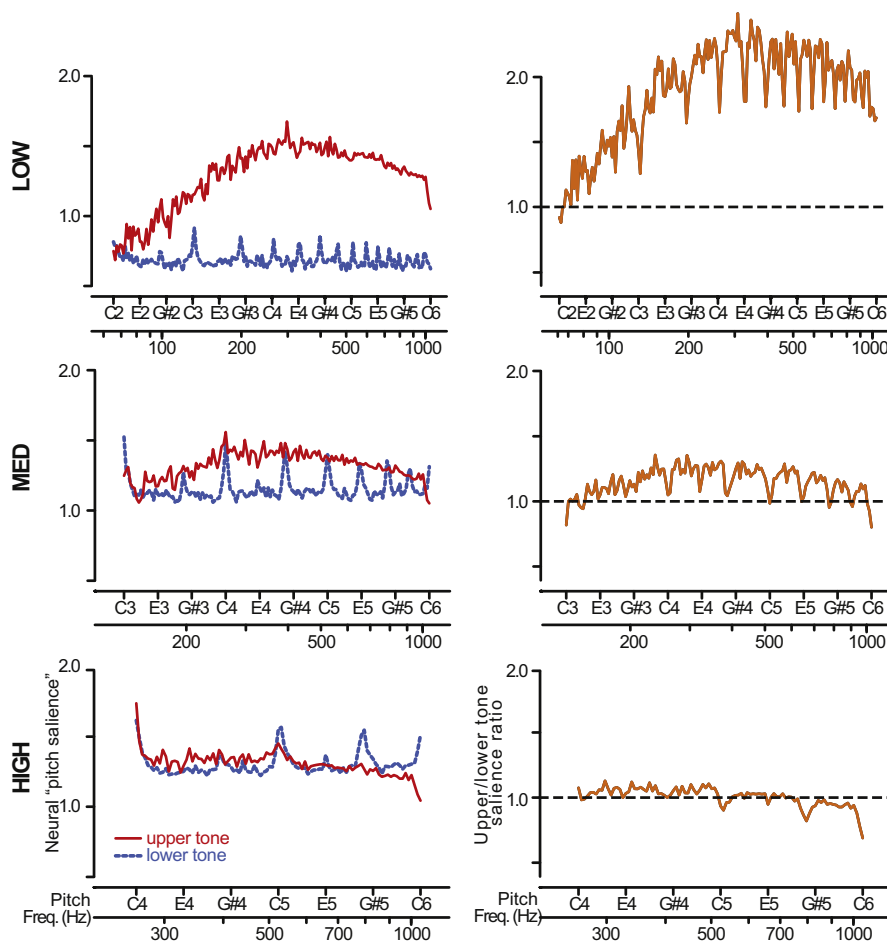 2.0
1.0
LOW
C2 E2 G#2 C3 E3 G#3 C4 E4 G#4 C5 E5 G#5 C6
100 200 500 1000
2.0
1.0
C2 E2 G#2 C3 E3 G#3 C4 E4 G#4 C5 E5 G#5 C6
100 200 500 1000
2.0
1.0
MED
C3 E3 G#3 C4 E4 G#4 C5 E5 G#5 C6
200 500 1000
2.0
1.0
C3 E3 G#3 C4 E4 G#4 C5 E5 G#5 C6
200 500 1000
2.0
1.0
HIGH
Neural “pitch salience”
upper tone
lower tone
Pitch
C4 E4 G#4 C5 E5 G#5 C6
Freq. (Hz)
300 500 700 1000
2.0
1.0
Upper/lower tone
salience ratio
Pitch
C4 E4 G#4 C5 E5 G#5 C6
Freq. (Hz)
300 500 700 1000